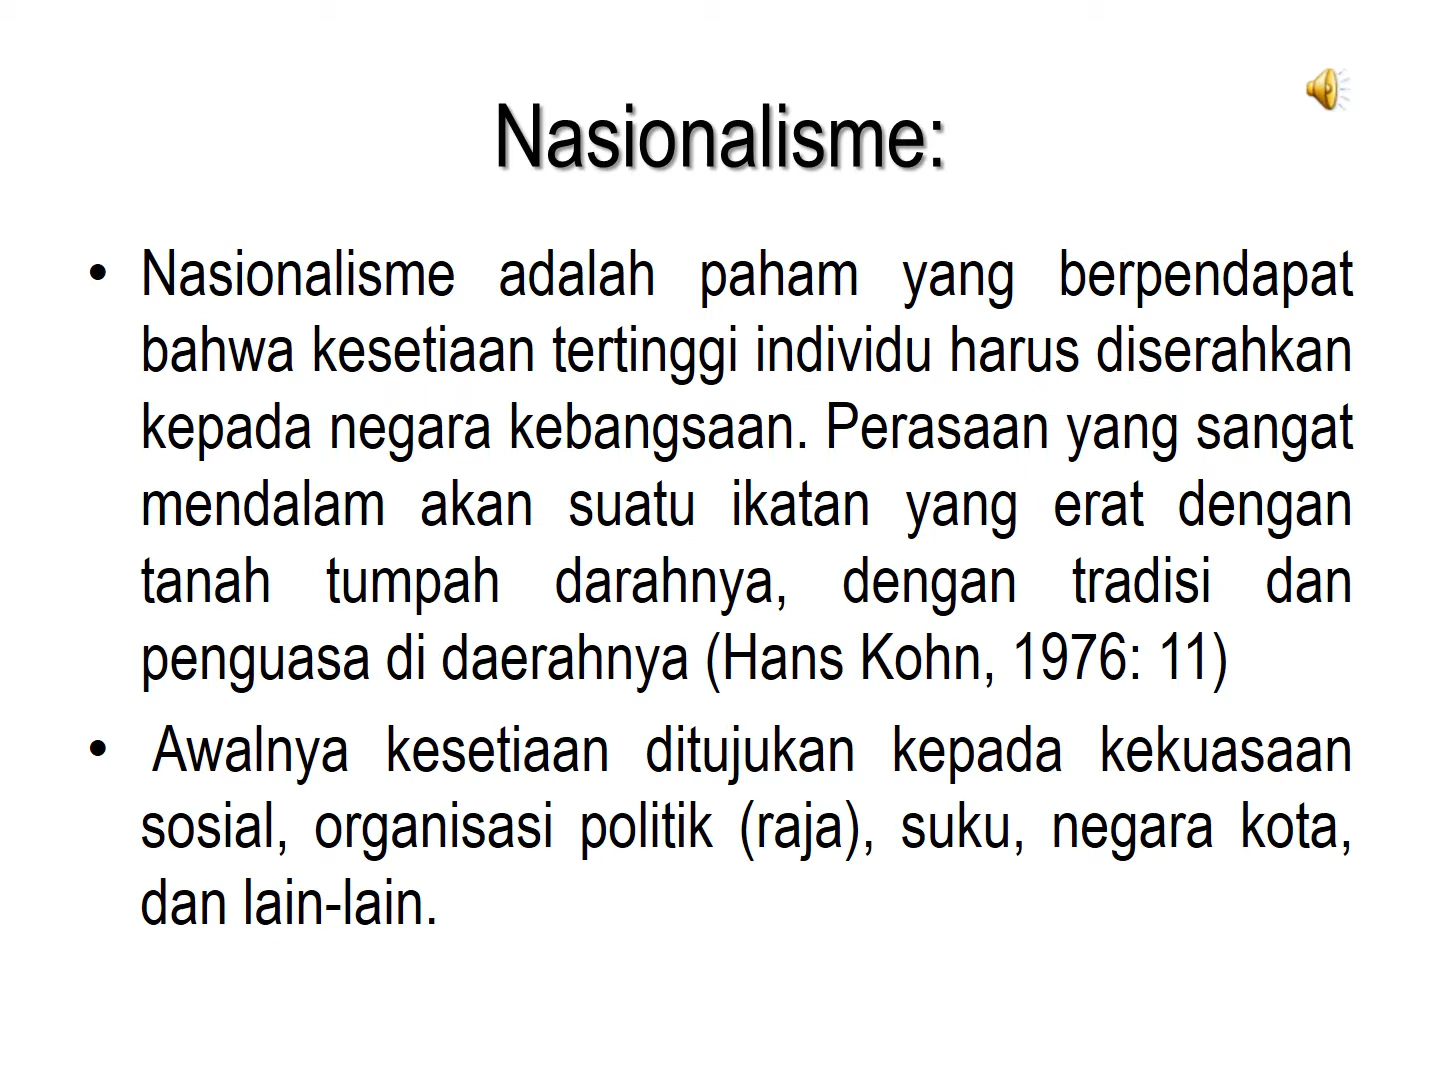 Nasionalisme:
• Nasionalisme adalah paham yang berpendapat
bahwa kesetiaan tertinggi individu harus diserahkan
kepada negara kebangsaan. Perasaan yang sangat
mendalam akan suatu ikatan yang erat dengan
tanah tumpah darahnya, dengan tradisi dan
penguasa di daerahnya (Hans Kohn, 1976: 11)
• Awalnya kesetiaan ditujukan kepada kekuasaan
sosial, organisasi politik (raja), suku, negara kota,
dan lain-lain.